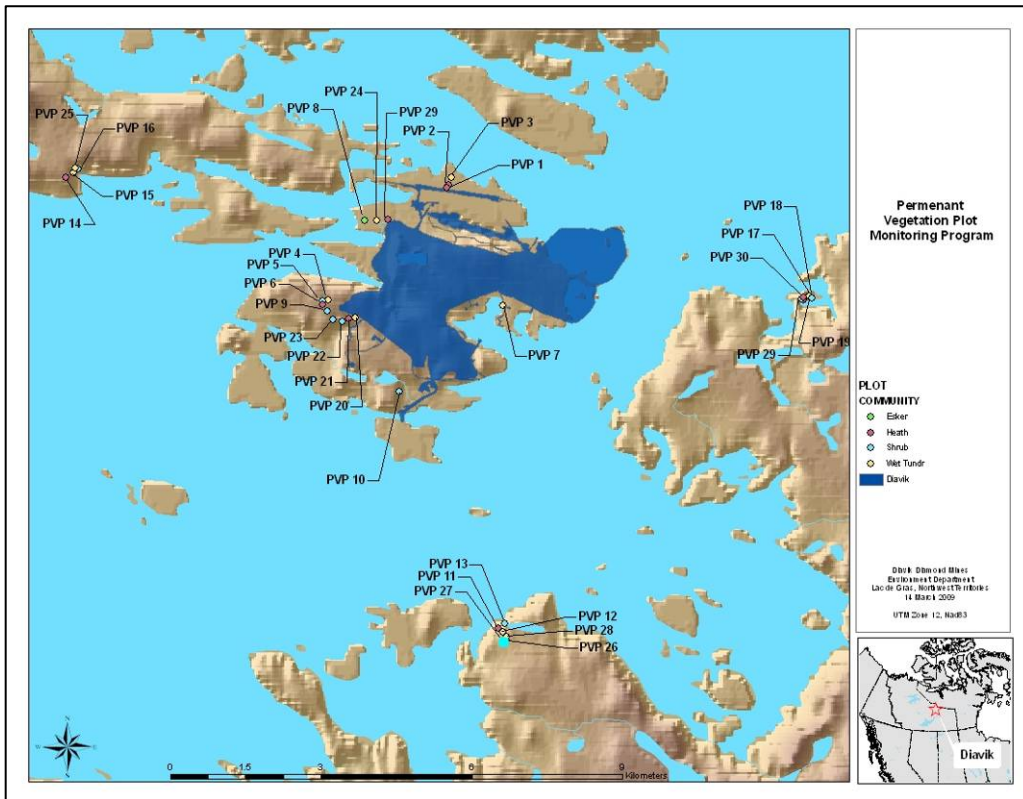 PVP 24
PVP 8
PVP 29
PVP 2
PVP 3
PVP 1
PVP 25
PVP 16
PVP 15
PVP 14
PVP 18
PVP 17
PVP 30
PVP 19
PVP 29
PVP 4
PVP 5
PVP 6
PVP 9
PVP 23
PVP 22
PVP 21
PVP 20
PVP 7
PVP 10
PVP 13
PVP 11
PVP 27
PVP 12
PVP 28
PVP 26
0 1.5 3 6 9
Kilometers
Permenant
Vegetation Plot
Monitoring Program
PLOT
COMMUNITY
Esker
Heath
Shrub
Wet Tundr
Diavik
Diavik Diamond Mines
Environment Department
Lac de Gras, Northwest Territories
14 March 2009
UTM Zone 12, Nad83
Diavik